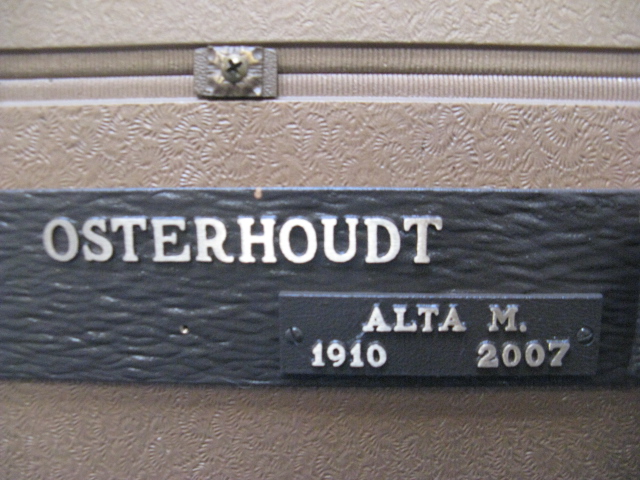 OSTERHOUDT
ALTA M.
1910 2007